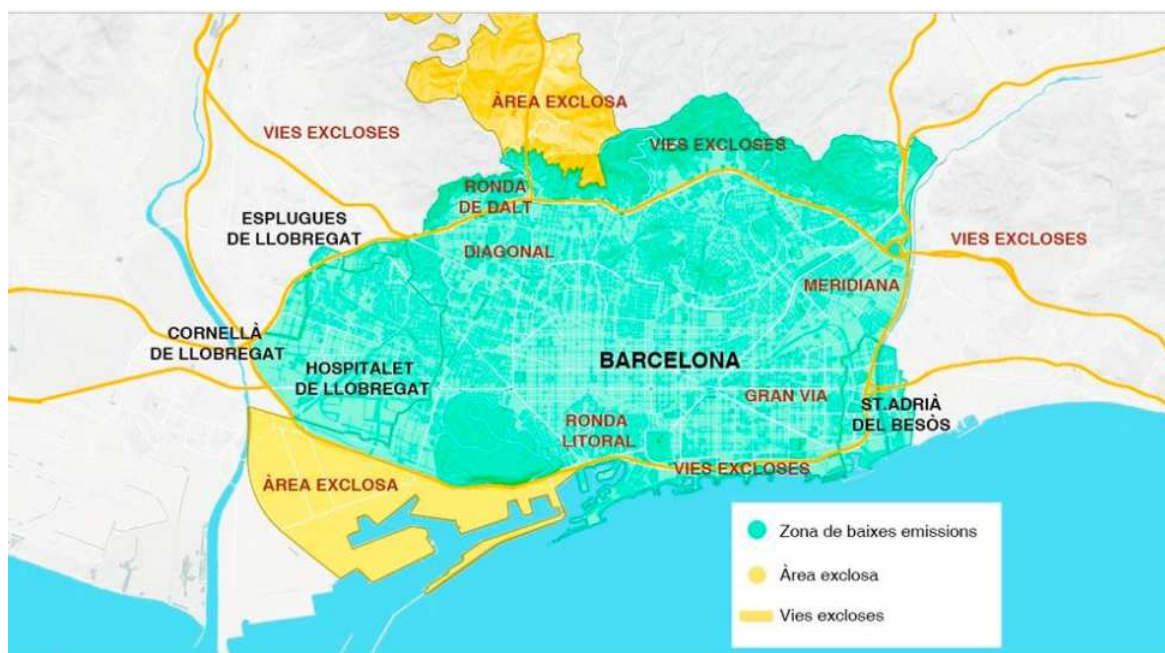 ÀREA EXCLOSA
VIES EXCLOSES
VIES EXCLOSES
RONDA
DE DALT
ESPLUGUES
DE LLOBREGAT
DIAGONAL
VIES EXCLOSES
MERIDIANA
CORNELLÀ
DE LLOBREGAT
HOSPITALET
DE LLOBREGAT
BARCELONA
GRAN VIA
ST.ADRIÀ
DEL BESÒS
RONDA
LITORAL
VIES EXCLOSES
ÀREA EXCLOSA
Zona de baixes emissions
Àrea exclosa
Vies excloses